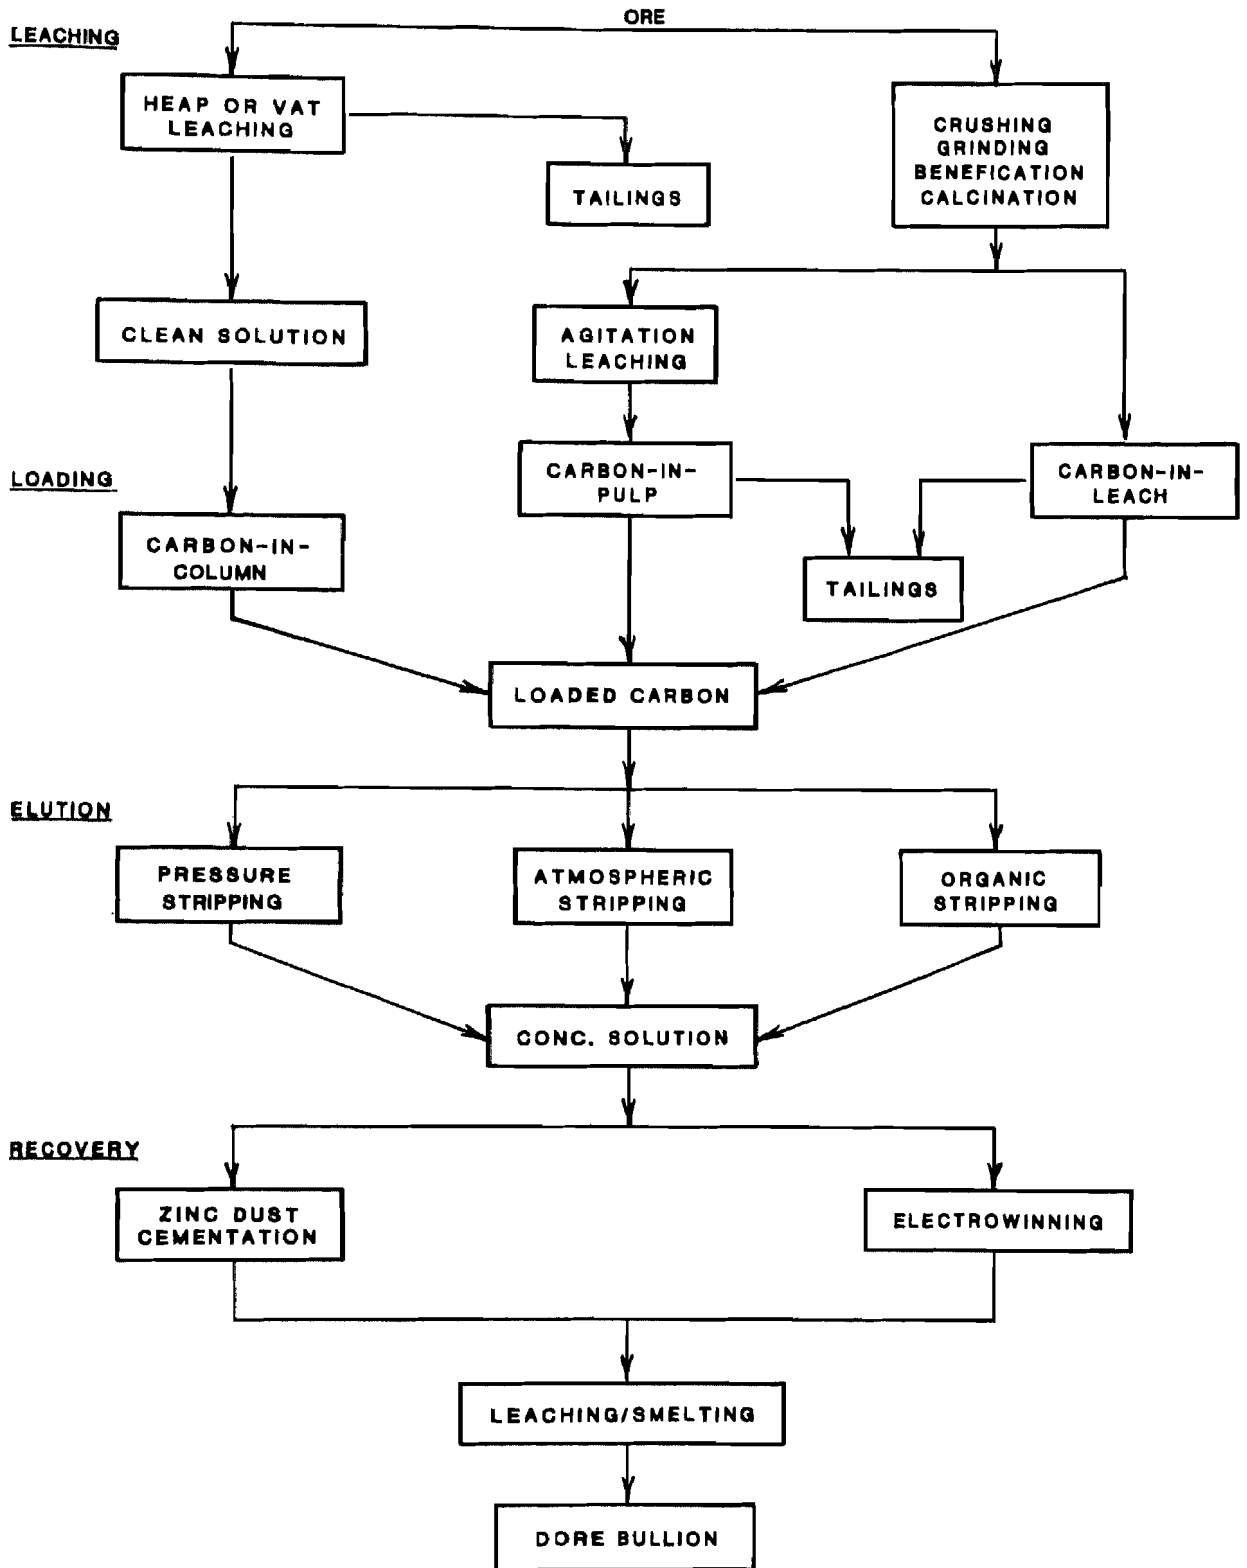 ORE
LEACHING
HEAP OR VAT
LEACHING
CRUSHING
GRINDING
BENEFICATION
CALCINATION
TAILINGS
CLEAN SOLUTION
AGITATION
LEACHING
LOADING
CARBON-IN-
PULP
CARBON-IN-
LEACH
CARBON-IN-
COLUMN
TAILINGS
LOADED CARBON
ELUTION
PRESSURE
STRIPPING
ATMOSPHERIC
STRIPPING
ORGANIC
STRIPPING
CONC. SOLUTION
RECOVERY
ZINC DUST
CEMENTATION
ELECTROWINNING
LEACHING/SMELTING
DORE BULLION